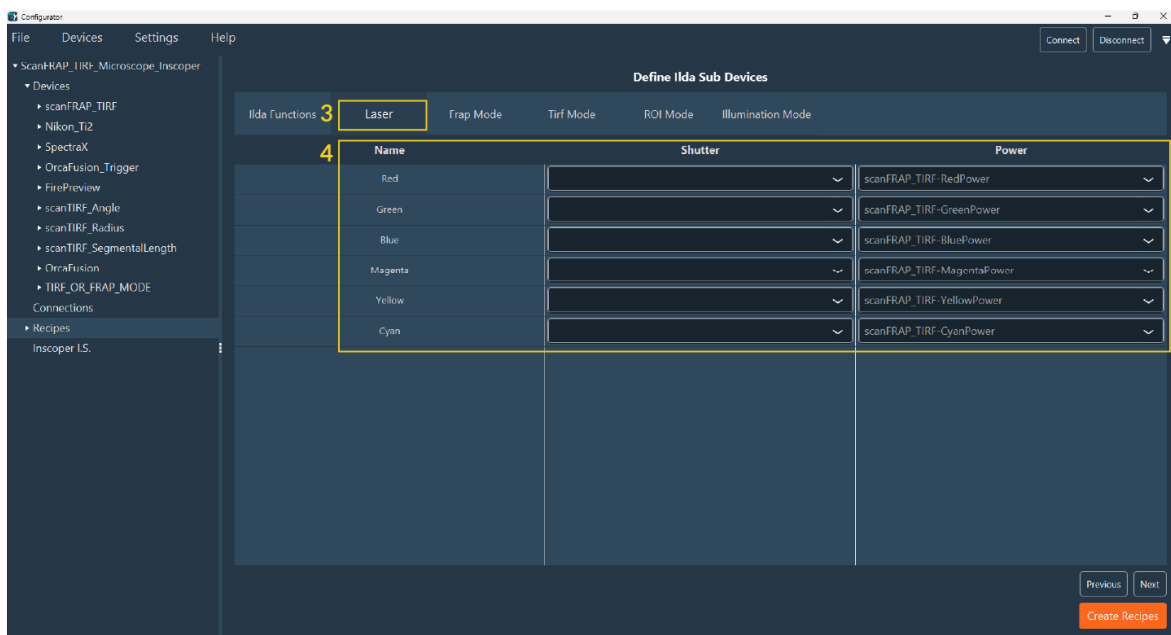 Configurator
File Devices Settings Help
Connect Disconnect
ScanFRAP_TIRF_Microscope_Inscoper
Devices
scanFRAP_TIRF
Nikon_Ti2
SpectraX
OrcaFusion_Trigger
FirePreview
scanTIRF_Angle
scanTIRF_Radius
scanTIRF_SegmentalLength
OrcaFusion
TIRF_OR_FRAP_MODE
Connections
Recipes
Inscoper I.S.
Define Ilda Sub Devices
Ilda Functions 3 Laser Frap Mode Tirf Mode ROI Mode Illumination Mode
4 Name Shutter Power
Red scanFRAP_TIRF-RedPower
Green scanFRAP_TIRF-GreenPower
Blue scanFRAP_TIRF-BluePower
Magenta scanFRAP_TIRF-MagentaPower
Yellow scanFRAP_TIRF-YellowPower
Cyan scanFRAP_TIRF-CyanPower
Previous Next
Create Recipes